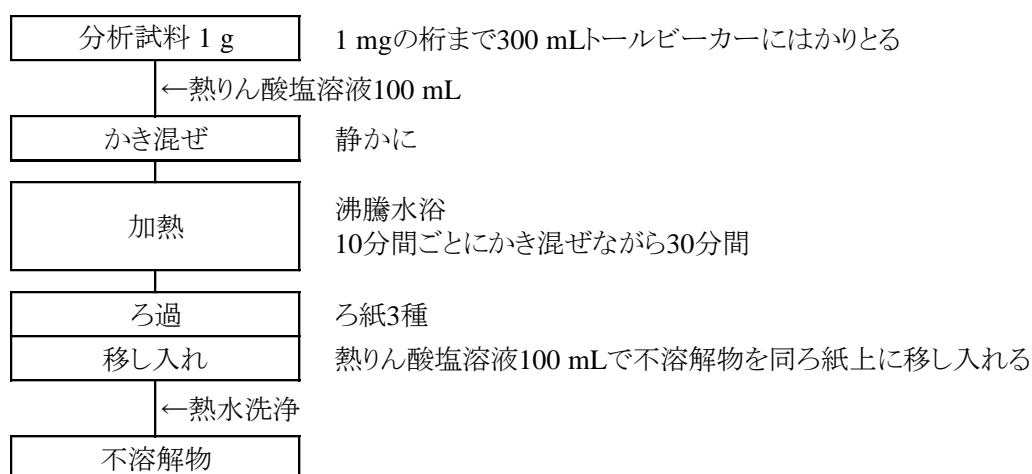 分析試料 1 g 1 mgの桁まで300 mLトールビーカーにはかりとる
←熱りん酸塩溶液100 mL
かき混ぜ 静かに
加熱 沸騰水浴
10分間ごとにかき混ぜながら30分間
ろ過 ろ紙3種
移し入れ 熱りん酸塩溶液100 mLで不溶解物を同ろ紙上に移し入れる
←熱水洗浄
不溶解物